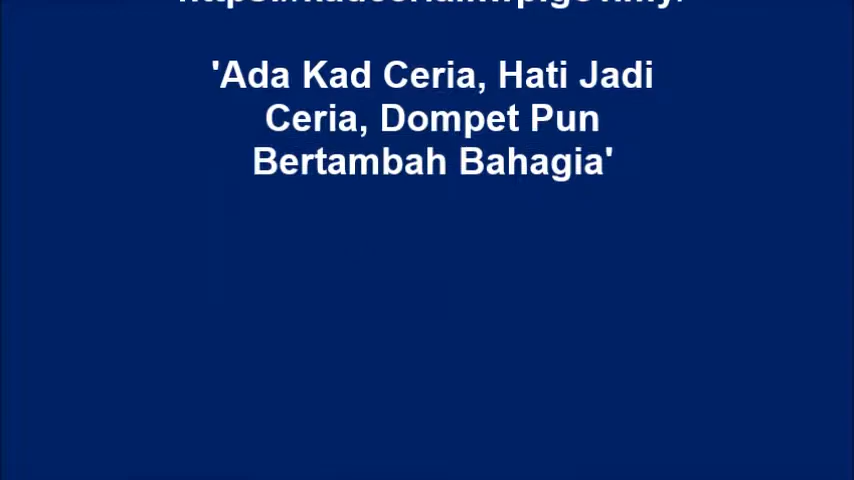 'Ada Kad Ceria, Hati Jadi
Ceria, Dompet Pun
Bertambah Bahagia'